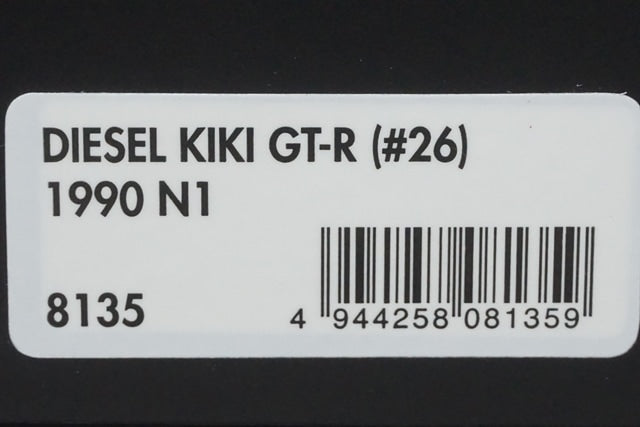 DIESEL KIKI GT-R (#26)
1990 N1
8135
4 944258 081359